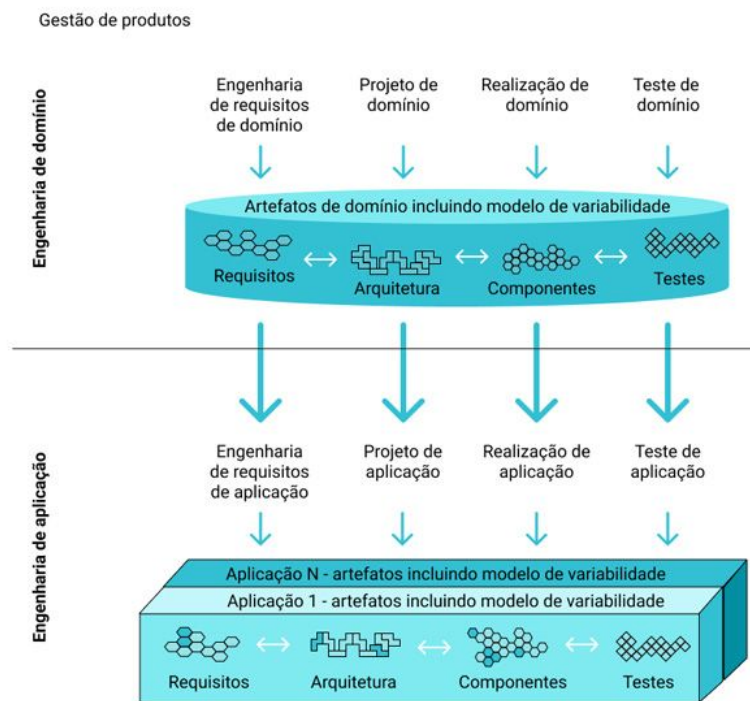 Gestão de produtos
Engenharia de domínio
Engenharia
de requisitos
de domínio
Projeto de
domínio
Realização de
domínio
Teste de
domínio
Artefatos de domínio incluindo modelo de variabilidade
Requisitos
Arquitetura
Componentes
Testes
Engenharia de aplicação
Engenharia
de requisitos
de aplicação
Projeto de
aplicação
Realização de
aplicação
Teste de
aplicação
Aplicação N - artefatos incluindo modelo de variabilidade
Aplicação 1 - artefatos incluindo modelo de variabilidade
Requisitos
Arquitetura
Componentes
Testes